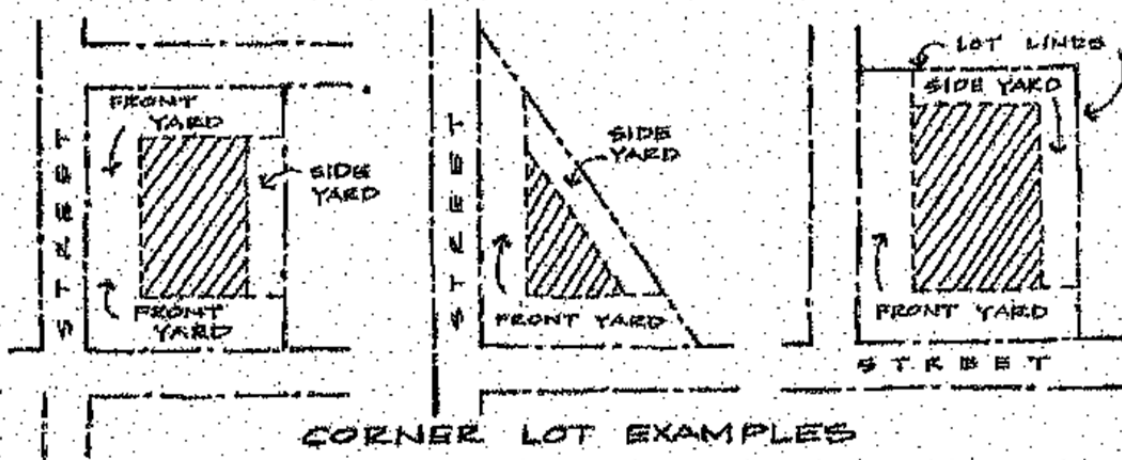 FRONT
YARD
STREET
SIDE
YARD
FRONT
YARD
STREET
SIDE
YARD
FRONT YARD
LOT LINES
SIDE YARD
FRONT YARD
STREET
CORNER LOT EXAMPLES